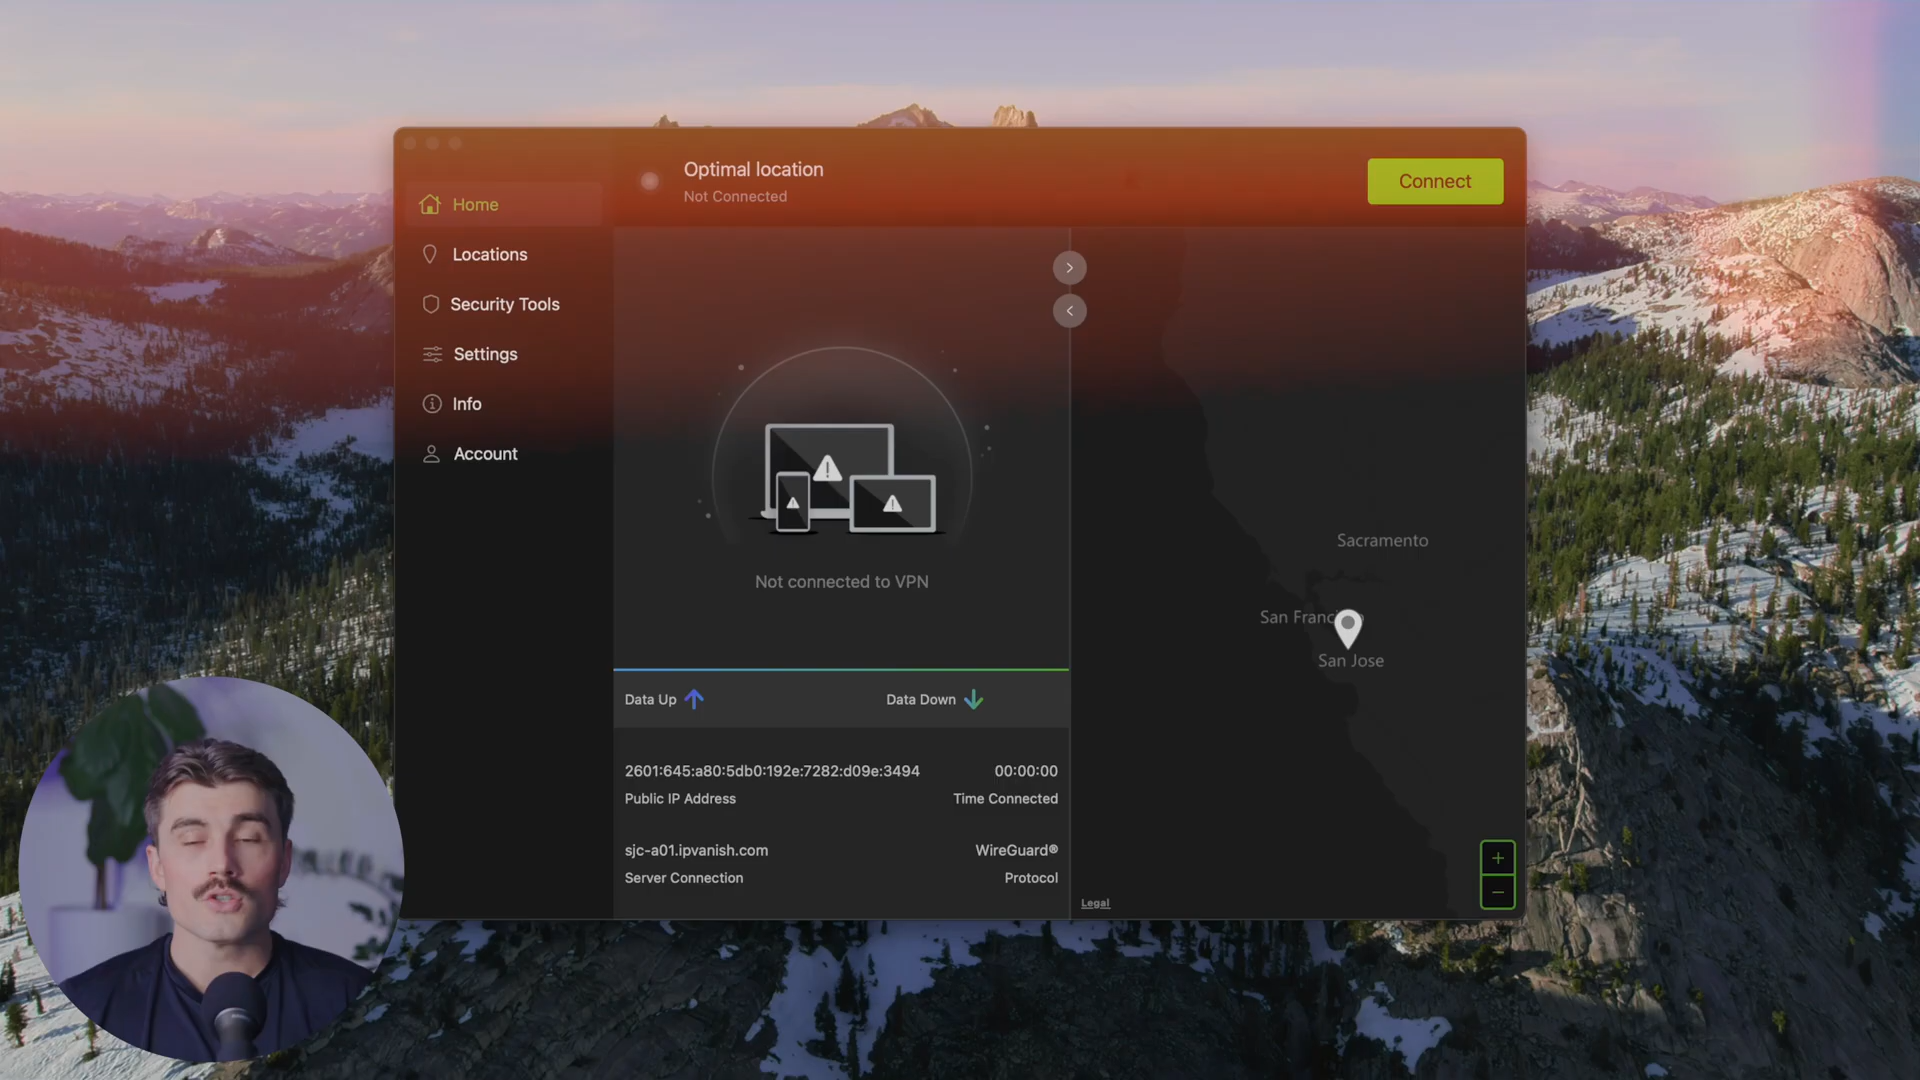 Optimal location
Not Connected
Connect
Home
Locations
Security Tools
Settings
Info
Account
Not connected to VPN
Data Up
Data Down
2601:645:a80:5db0:192e:7282:d09e:3494
00:00:00
Public IP Address
Time Connected
sjc-a01.ipvanish.com
WireGuard®
Server Connection
Protocol
Sacramento
San Franc
San Jose
Legal